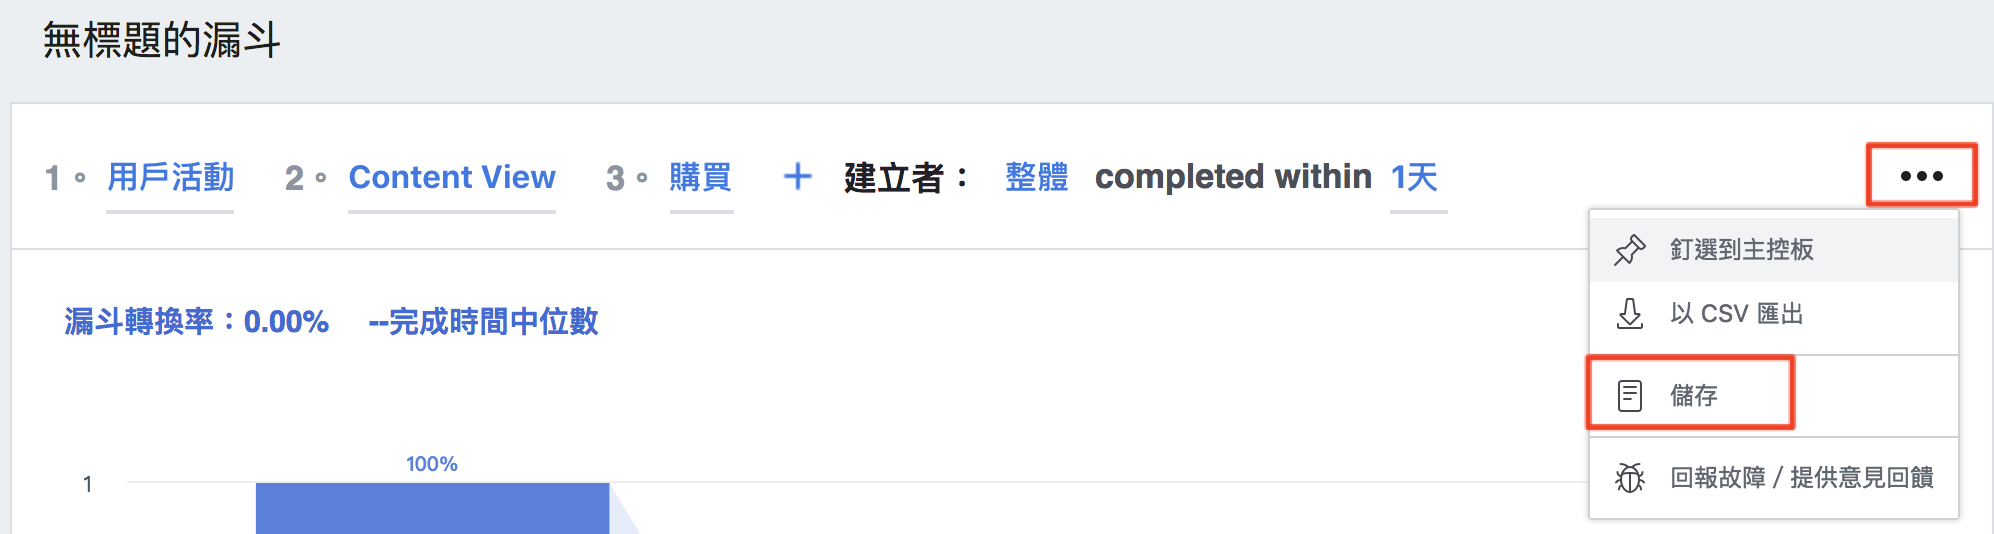 無標題的漏斗
1。 用戶活動 2。 Content View 3。 購買 + 建立者： 整體 completed within 1天
釘選到主控板
以 CSV 匯出
漏斗轉換率：0.00% --完成時間中位數
儲存
100%
回報故障 / 提供意見回饋
1